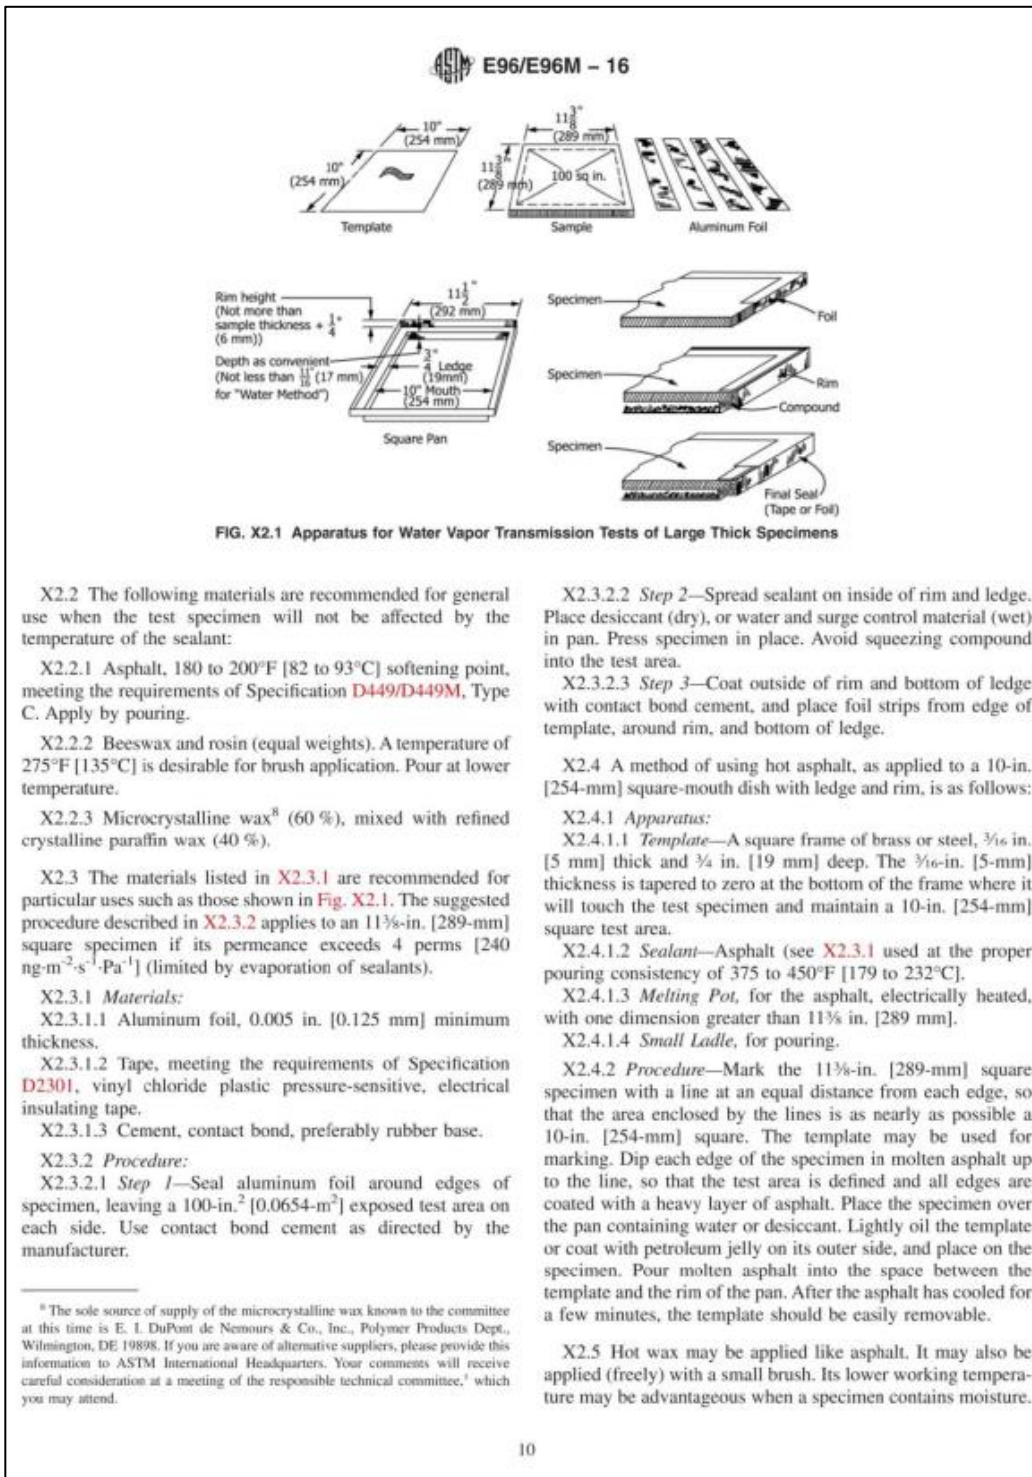 ASTM E96/E96M – 16
10"
(254 mm)
10"
(254 mm)
Template
11 3/8"
(289 mm)
11 3/8"
(289 mm)
100 sq in.
Sample
Aluminum Foil
Rim height
(Not more than
sample thickness + 1/4"
(6 mm))
Depth as convenient
(Not less than 11/16" (17 mm)
for "Water Method")
11 1/2"
(292 mm)
3/4" Ledge
(19mm)
10" Mouth
(254 mm)
Square Pan
Specimen
Foil
Specimen
Rim
Compound
Specimen
Final Seal
(Tape or Foil)
FIG. X2.1 Apparatus for Water Vapor Transmission Tests of Large Thick Specimens
X2.2 The following materials are recommended for general
use when the test specimen will not be affected by the
temperature of the sealant:
X2.2.1 Asphalt, 180 to 200°F [82 to 93°C] softening point,
meeting the requirements of Specification D449/D449M, Type
C. Apply by pouring.
X2.2.2 Beeswax and rosin (equal weights). A temperature of
275°F [135°C] is desirable for brush application. Pour at lower
temperature.
X2.2.3 Microcrystalline wax⁸ (60 %), mixed with refined
crystalline paraffin wax (40 %).
X2.3 The materials listed in X2.3.1 are recommended for
particular uses such as those shown in Fig. X2.1. The suggested
procedure described in X2.3.2 applies to an 11⅜-in. [289-mm]
square specimen if its permeance exceeds 4 perms [240
ng·m⁻²·s⁻¹·Pa⁻¹] (limited by evaporation of sealants).
X2.3.1 Materials:
X2.3.1.1 Aluminum foil, 0.005 in. [0.125 mm] minimum
thickness.
X2.3.1.2 Tape, meeting the requirements of Specification
D2301, vinyl chloride plastic pressure-sensitive, electrical
insulating tape.
X2.3.1.3 Cement, contact bond, preferably rubber base.
X2.3.2 Procedure:
X2.3.2.1 Step 1—Seal aluminum foil around edges of
specimen, leaving a 100-in.² [0.0654-m²] exposed test area on
each side. Use contact bond cement as directed by the
manufacturer.
⁸ The sole source of supply of the microcrystalline wax known to the committee
at this time is E. I. DuPont de Nemours & Co., Inc., Polymer Products Dept.,
Wilmington, DE 19898. If you are aware of alternative suppliers, please provide this
information to ASTM International Headquarters. Your comments will receive
careful consideration at a meeting of the responsible technical committee,¹ which
you may attend.
X2.3.2.2 Step 2—Spread sealant on inside of rim and ledge.
Place desiccant (dry), or water and surge control material (wet)
in pan. Press specimen in place. Avoid squeezing compound
into the test area.
X2.3.2.3 Step 3—Coat outside of rim and bottom of ledge
with contact bond cement, and place foil strips from edge of
template, around rim, and bottom of ledge.
X2.4 A method of using hot asphalt, as applied to a 10-in.
[254-mm] square-mouth dish with ledge and rim, is as follows:
X2.4.1 Apparatus:
X2.4.1.1 Template—A square frame of brass or steel, 3⁄16 in.
[5 mm] thick and ¾ in. [19 mm] deep. The 3⁄16-in. [5-mm]
thickness is tapered to zero at the bottom of the frame where it
will touch the test specimen and maintain a 10-in. [254-mm]
square test area.
X2.4.1.2 Sealant—Asphalt (see X2.3.1 used at the proper
pouring consistency of 375 to 450°F [179 to 232°C].
X2.4.1.3 Melting Pot, for the asphalt, electrically heated,
with one dimension greater than 11⅜ in. [289 mm].
X2.4.1.4 Small Ladle, for pouring.
X2.4.2 Procedure—Mark the 11⅜-in. [289-mm] square
specimen with a line at an equal distance from each edge, so
that the area enclosed by the lines is as nearly as possible a
10-in. [254-mm] square. The template may be used for
marking. Dip each edge of the specimen in molten asphalt up
to the line, so that the test area is defined and all edges are
coated with a heavy layer of asphalt. Place the specimen over
the pan containing water or desiccant. Lightly oil the template
or coat with petroleum jelly on its outer side, and place on the
specimen. Pour molten asphalt into the space between the
template and the rim of the pan. After the asphalt has cooled for
a few minutes, the template should be easily removable.
X2.5 Hot wax may be applied like asphalt. It may also be
applied (freely) with a small brush. Its lower working tempera-
ture may be advantageous when a specimen contains moisture.
10